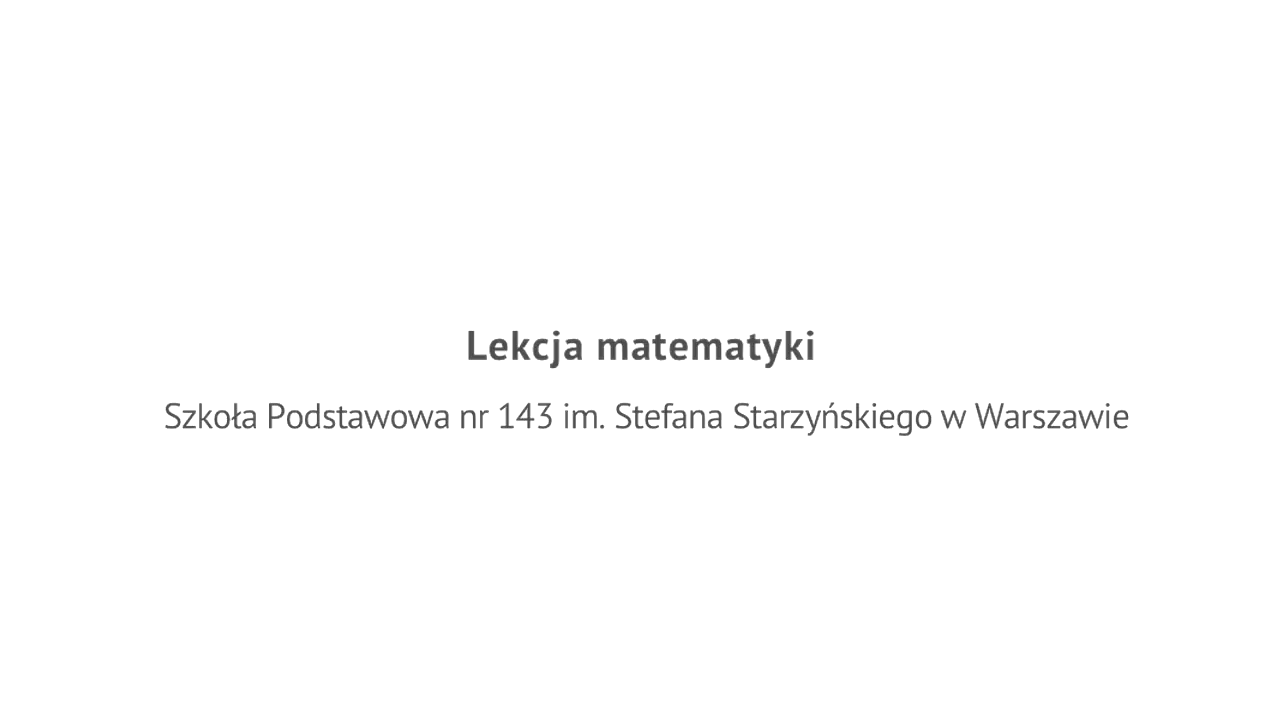 Lekcja matematyki
Szkoła Podstawowa nr 143 im. Stefana Starzyńskiego w Warszawie